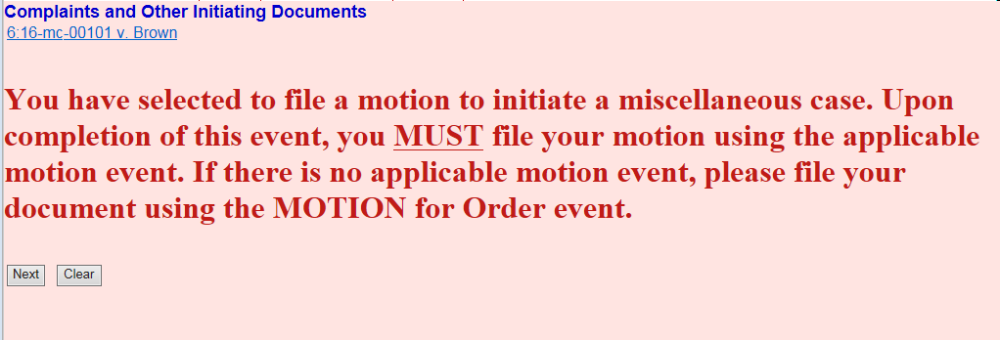 Complaints and Other Initiating Documents
6:16-mc-00101 v. Brown
You have selected to file a motion to initiate a miscellaneous case. Upon
completion of this event, you MUST file your motion using the applicable
motion event. If there is no applicable motion event, please file your
document using the MOTION for Order event.
Next Clear